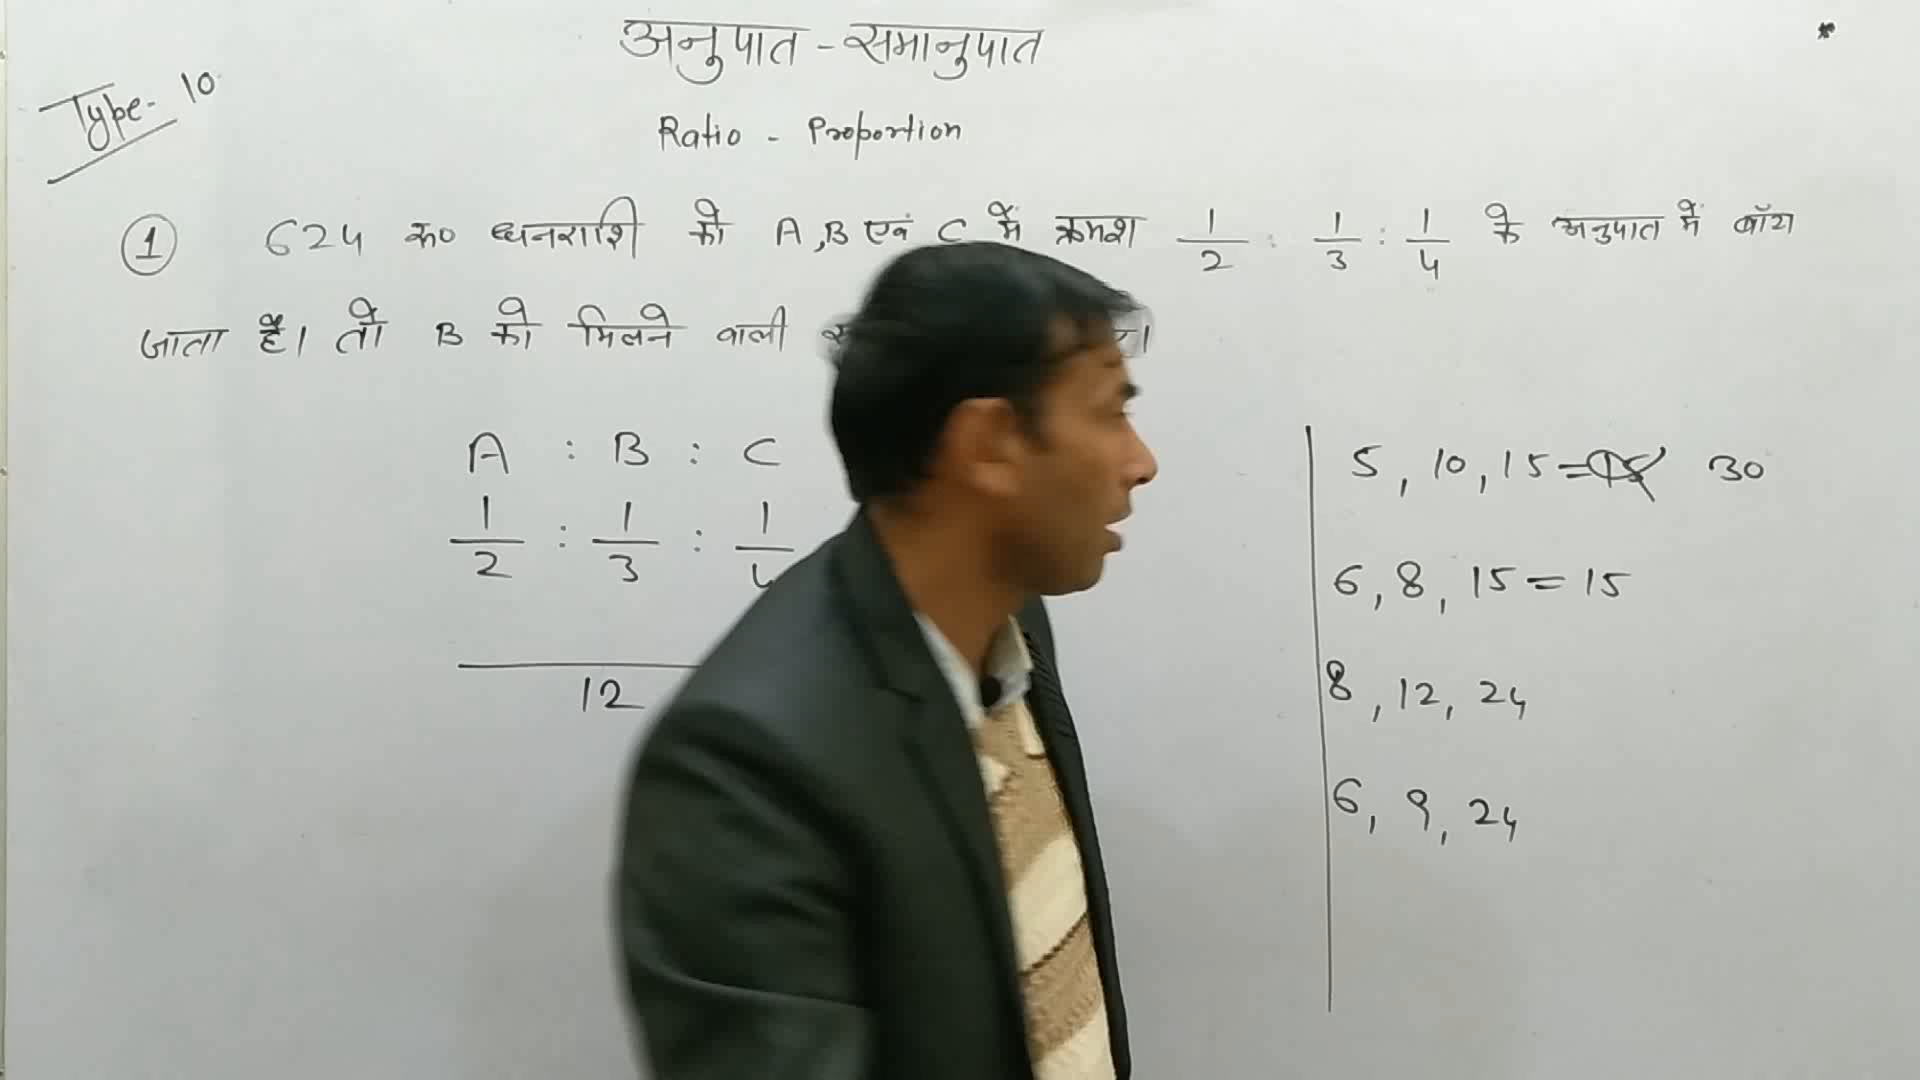 अनुपात - समानुपात
Type- 10
Ratio - Proportion
① 624 रू० धनराशि को A, B एवं C में क्रमश 1/2 : 1/3 : 1/4 के अनुपात में बॉटा
जाता है। तो B को मिलने वाली
A : B : C
1/2 : 1/3 : 1/4
12
5, 10, 15 = 15 30
6, 8, 15 = 15
8, 12, 24
6, 9, 24